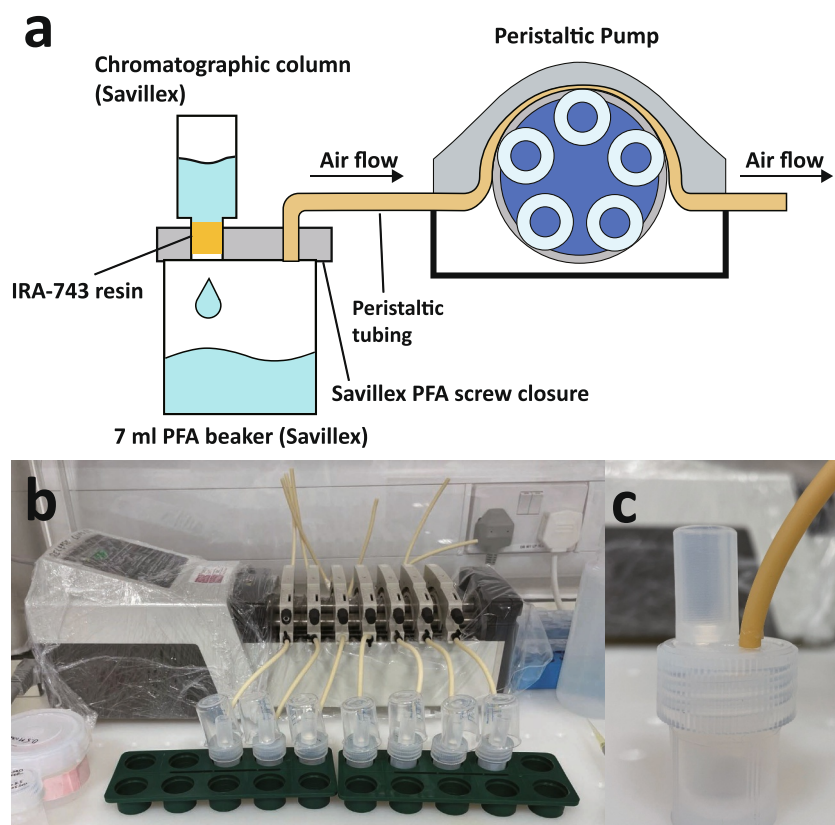 a
Peristaltic Pump
Chromatographic column
(Savillex)
Air flow
Air flow
IRA-743 resin
Peristaltic
tubing
Savillex PFA screw closure
7 ml PFA beaker (Savillex)
b
c